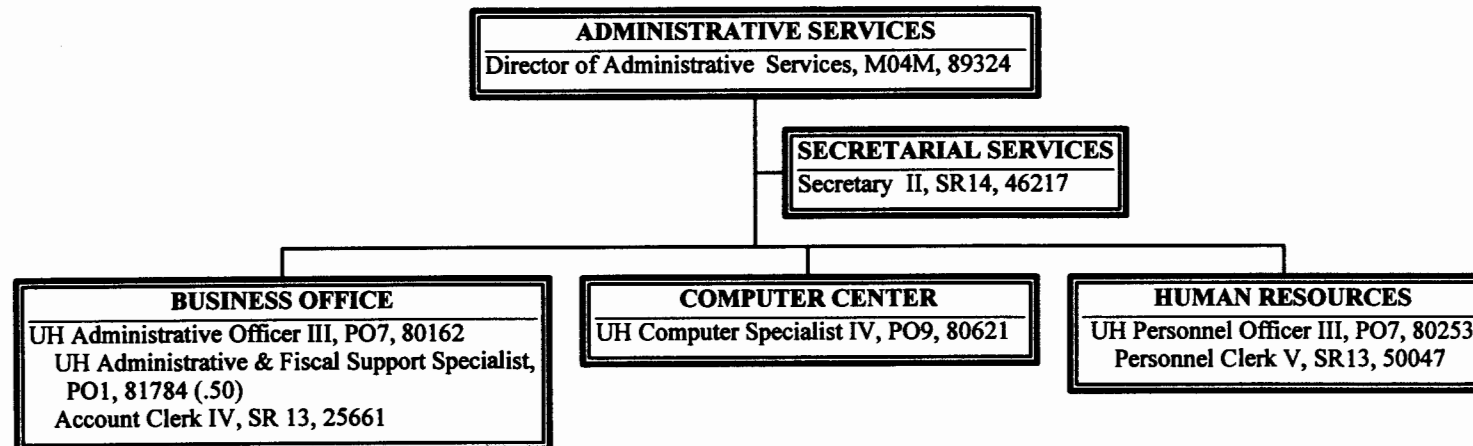 ADMINISTRATIVE SERVICES
Director of Administrative Services, M04M, 89324
SECRETARIAL SERVICES
Secretary II, SR14, 46217
BUSINESS OFFICE
UH Administrative Officer III, PO7, 80162
UH Administrative & Fiscal Support Specialist,
PO1, 81784 (.50)
Account Clerk IV, SR 13, 25661
COMPUTER CENTER
UH Computer Specialist IV, PO9, 80621
HUMAN RESOURCES
UH Personnel Officer III, PO7, 80253
Personnel Clerk V, SR13, 50047